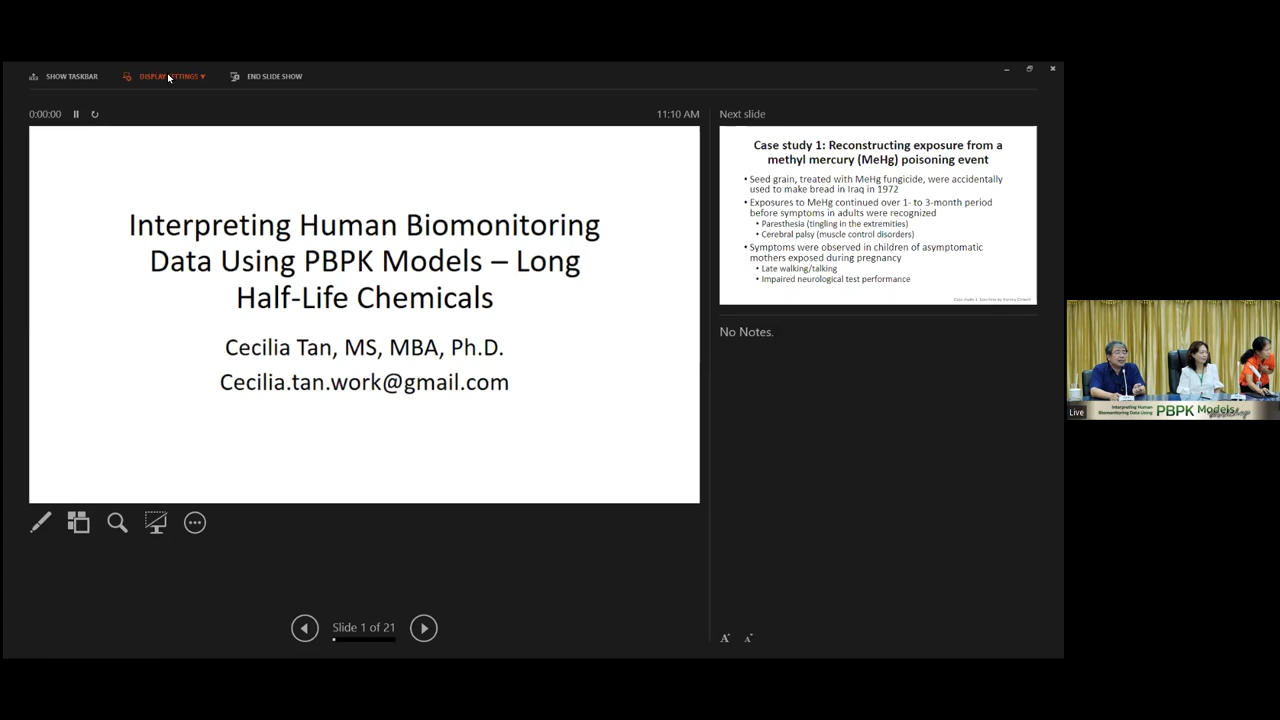 SHOW TASKBAR
DISPLAY SETTINGS ▼
END SLIDE SHOW
0:00:00
11:10 AM
Interpreting Human Biomonitoring
Data Using PBPK Models – Long
Half-Life Chemicals
Cecilia Tan, MS, MBA, Ph.D.
Cecilia.tan.work@gmail.com
Slide 1 of 21
Next slide
Case study 1: Reconstructing exposure from a
methyl mercury (MeHg) poisoning event
• Seed grain, treated with MeHg fungicide, were accidentally
used to make bread in Iraq in 1972
• Exposures to MeHg continued over 1- to 3-month period
before symptoms in adults were recognized
• Paresthesia (tingling in the extremities)
• Cerebral palsy (muscle control disorders)
• Symptoms were observed in children of asymptomatic
mothers exposed during pregnancy
• Late walking/talking
• Impaired neurological test performance
No Notes.
A A
Live
Interpreting Human
Biomonitoring Data Using
PBPK Models